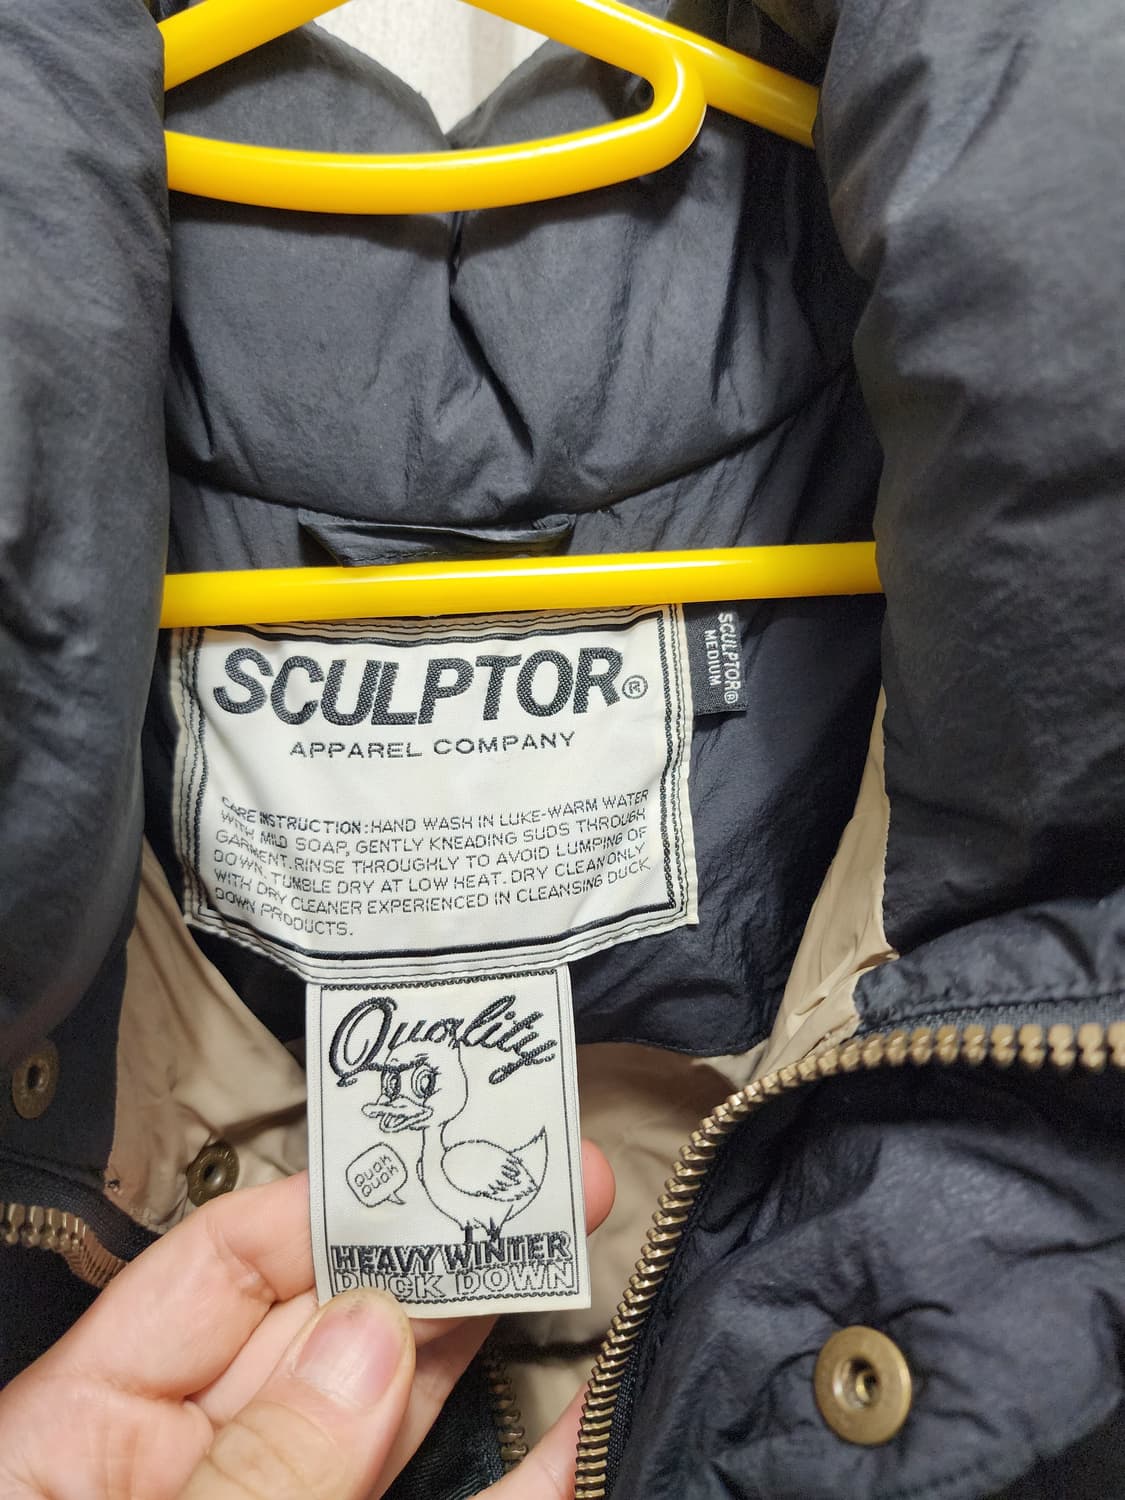 SCULPTOR®
APPAREL COMPANY
CARE INSTRUCTION:HAND WASH IN LUKE-WARM WATER
WITH MILD SOAP, GENTLY KNEADING SUDS THROUGH
GARMENT.RINSE THROUGHLY TO AVOID LUMPING OF
DOWN. TUMBLE DRY AT LOW HEAT. DRY CLEAN ONLY
WITH DRY CLEANER EXPERIENCED IN CLEANSING DUCK
DOWN PRODUCTS.
SCULPTOR®
MEDIUM
Quality
QUAK
QUAK
HEAVY WINTER
DUCK DOWN